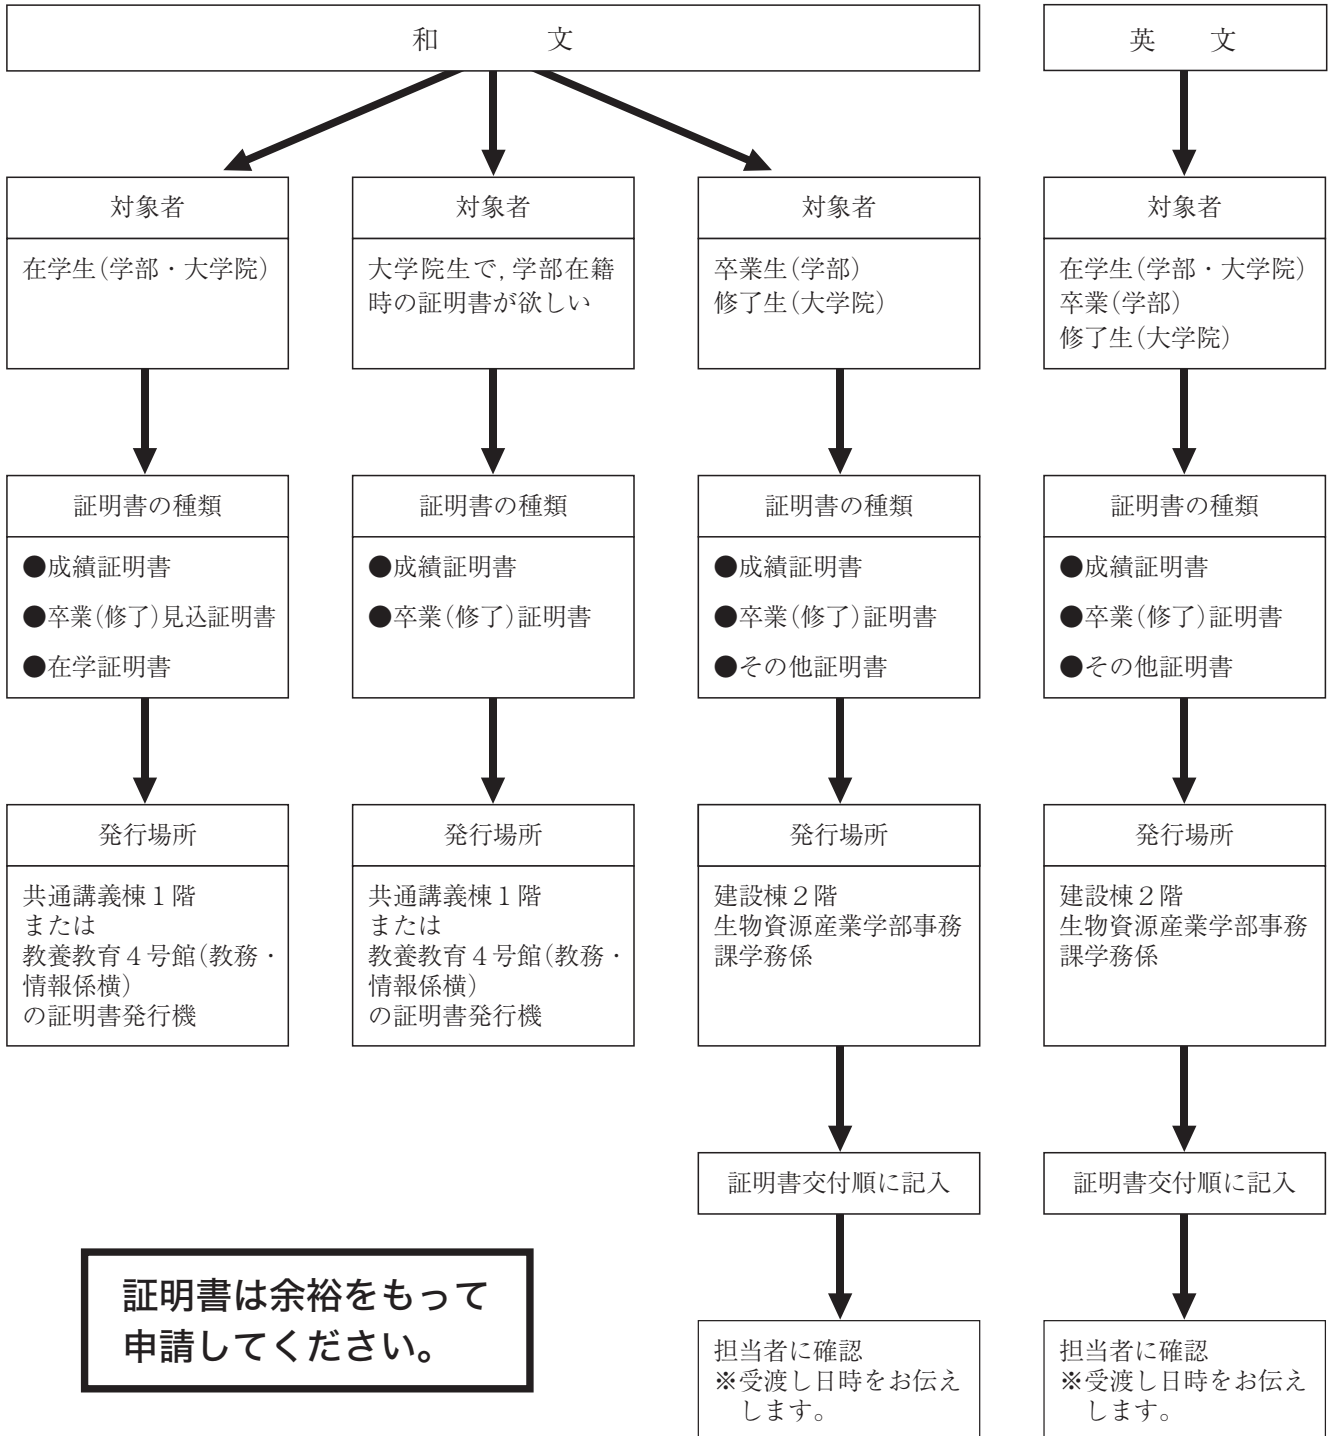 和　文
英　文
対象者
在学生(学部・大学院)
対象者
大学院生で,学部在籍
時の証明書が欲しい
対象者
卒業生(学部)
修了生(大学院)
対象者
在学生(学部・大学院)
卒業(学部)
修了生(大学院)
証明書の種類
●成績証明書
●卒業(修了)見込証明書
●在学証明書
証明書の種類
●成績証明書
●卒業(修了)証明書
証明書の種類
●成績証明書
●卒業(修了)証明書
●その他証明書
証明書の種類
●成績証明書
●卒業(修了)証明書
●その他証明書
発行場所
共通講義棟1階
または
教養教育4号館(教務・
情報係横)
の証明書発行機
発行場所
共通講義棟1階
または
教養教育4号館(教務・
情報係横)
の証明書発行機
発行場所
建設棟2階
生物資源産業学部事務
課学務係
発行場所
建設棟2階
生物資源産業学部事務
課学務係
証明書交付順に記入
証明書交付順に記入
証明書は余裕をもって
申請してください。
担当者に確認
※受渡し日時をお伝え
します。
担当者に確認
※受渡し日時をお伝え
します。